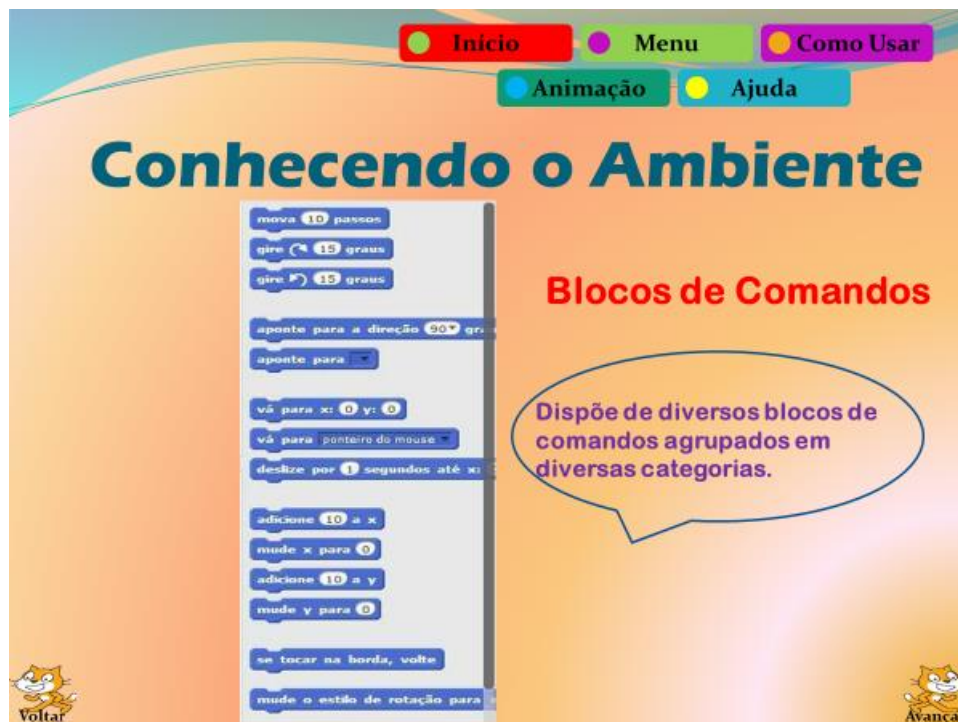 Início Menu Como Usar
Animação Ajuda
Conhecendo o Ambiente
mova 10 passos
gire 15 graus
gire 15 graus
aponte para a direção 90 gra
aponte para
vá para x: 0 y: 0
vá para ponteiro do mouse
deslize por 1 segundos até x:
adicione 10 a x
mude x para 0
adicione 10 a y
mude y para 0
se tocar na borda, volte
mude o estilo de rotação para
Blocos de Comandos
Dispõe de diversos blocos de
comandos agrupados em
diversas categorias.
Voltar
Avança